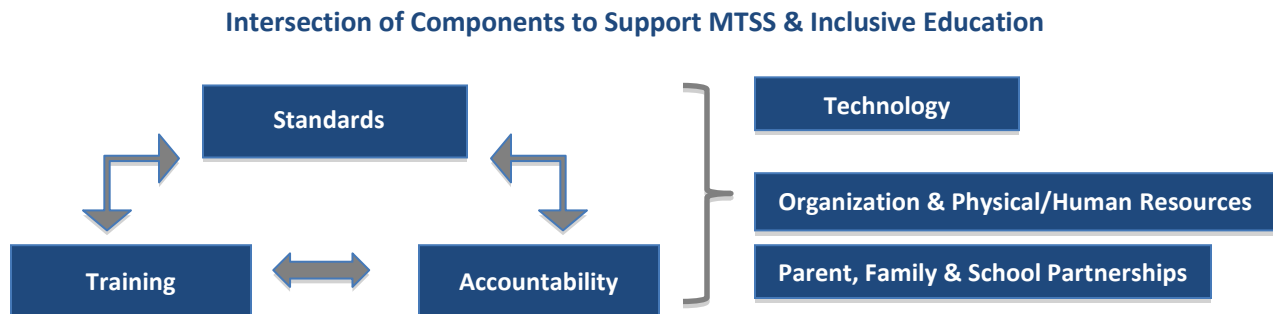 Intersection of Components to Support MTSS & Inclusive Education
Standards
Training
Accountability
Technology
Organization & Physical/Human Resources
Parent, Family & School Partnerships